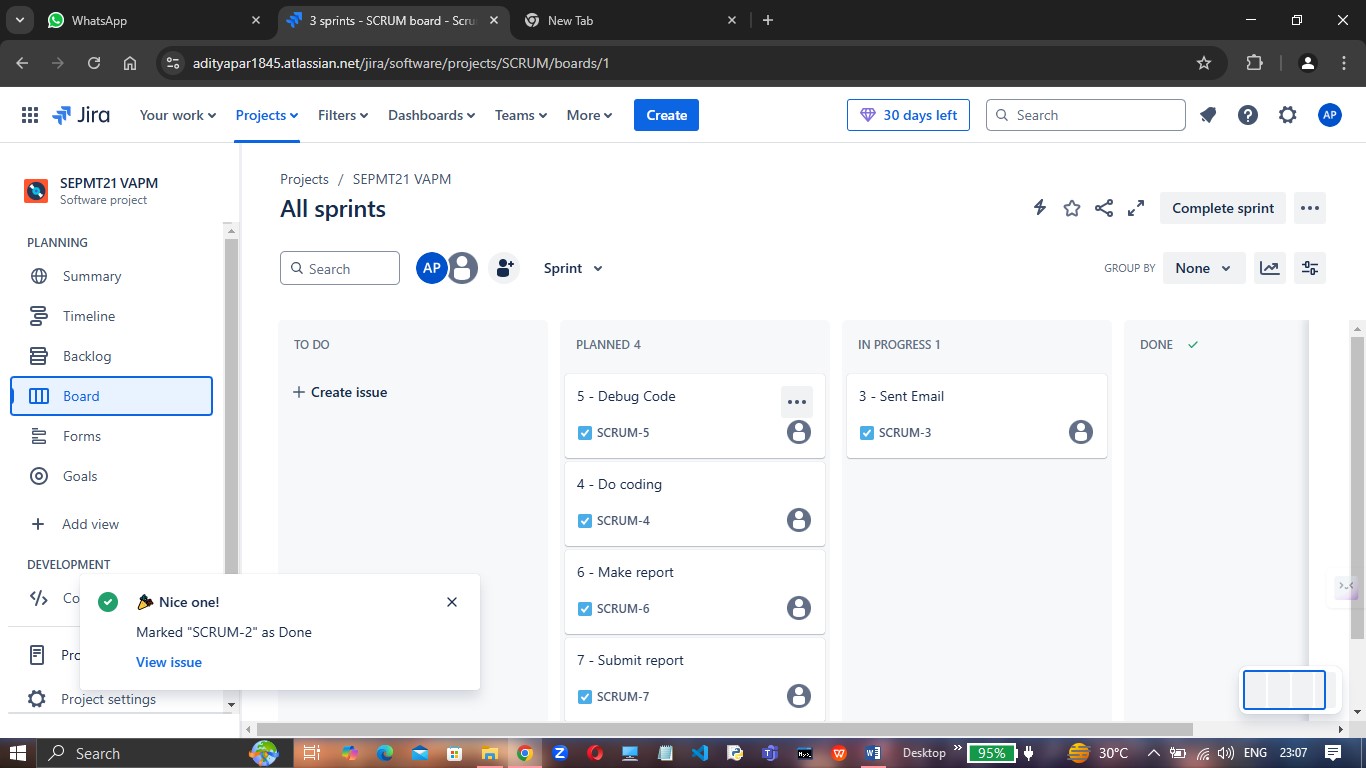 WhatsApp
3 sprints - SCRUM board - Scru
New Tab
adityapar1845.atlassian.net/jira/software/projects/SCRUM/boards/1
Jira
Your work
Projects
Filters
Dashboards
Teams
More
Create
30 days left
Search
AP
SEPMT21 VAPM
Software project
PLANNING
Summary
Timeline
Backlog
Board
Forms
Goals
Add view
DEVELOPMENT
Co
Pro
Project settings
Projects / SEPMT21 VAPM
All sprints
Complete sprint
Search
AP
Sprint
GROUP BY
None
TO DO
Create issue
PLANNED 4
5 - Debug Code
SCRUM-5
4 - Do coding
SCRUM-4
6 - Make report
SCRUM-6
7 - Submit report
SCRUM-7
IN PROGRESS 1
3 - Sent Email
SCRUM-3
DONE
Nice one!
Marked "SCRUM-2" as Done
View issue
Search
Desktop
95%
30°C
ENG
23:07